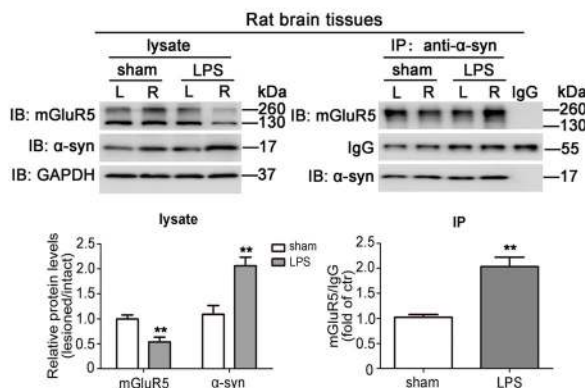 Rat brain tissues
lysate
sham LPS
L R L R kDa
IB: mGluR5 260
130
IB: α-syn 17
IB: GAPDH 37
IP: anti-α-syn
sham LPS
L R L R IgG kDa
IB: mGluR5 260
130
IgG 55
IB: α-syn 17
lysate
Relative protein levels
(lesioned/intact)
2.5
2.0
1.5
1.0
0.5
0.0
sham
LPS
**
**
mGluR5 α-syn
IP
mGluR5/IgG
(fold of ctr)
2.5
2.0
1.5
1.0
0.5
0.0
**
sham LPS